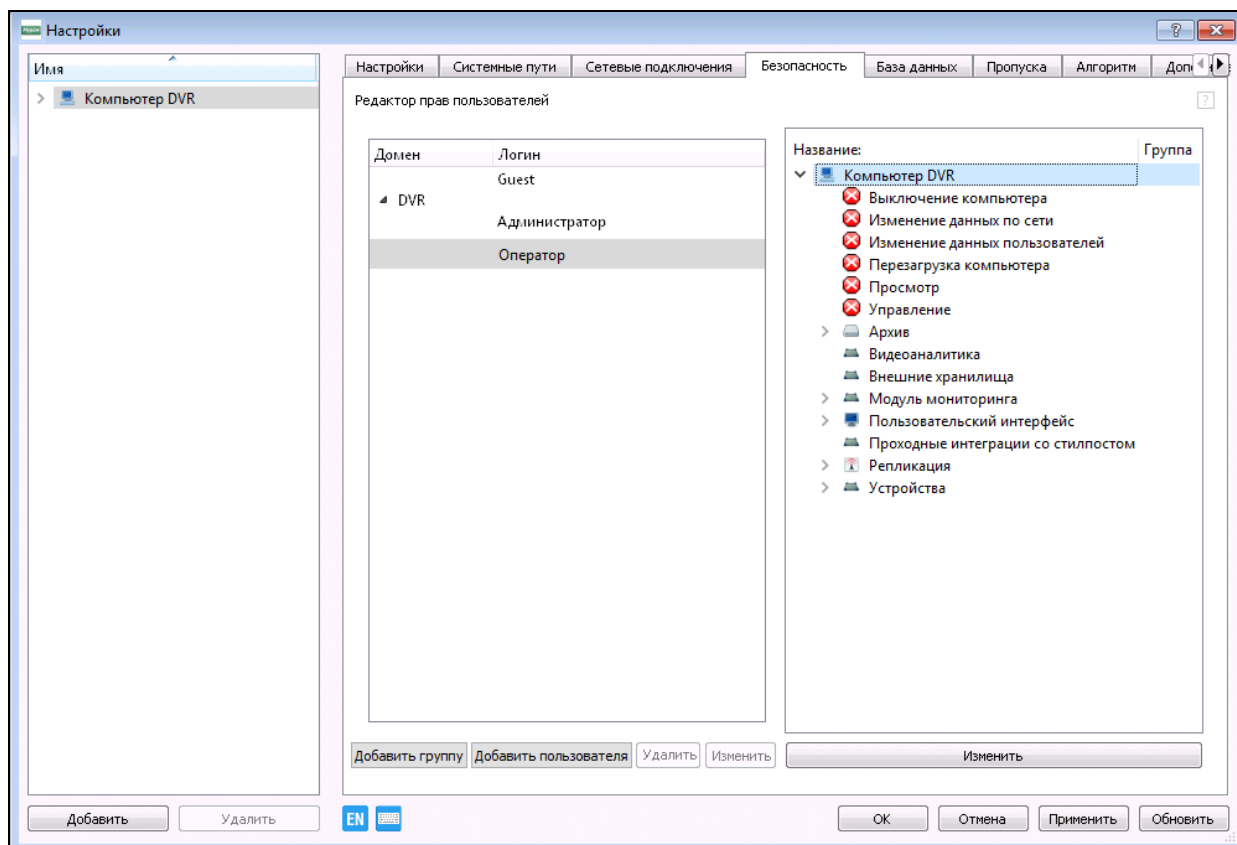 Настройки
Имя
Компьютер DVR
Настройки
Системные пути
Сетевые подключения
Безопасность
База данных
Пропуска
Алгоритм
Редактор прав пользователей
?
Домен Логин
Guest
DVR
Администратор
Оператор
Название: Группа
Компьютер DVR
Выключение компьютера
Изменение данных по сети
Изменение данных пользователей
Перезагрузка компьютера
Просмотр
Управление
Архив
Видеоаналитика
Внешние хранилища
Модуль мониторинга
Пользовательский интерфейс
Проходные интеграции со стилпостом
Репликация
Устройства
Добавить группу
Добавить пользователя
Удалить
Изменить
Изменить
Добавить
Удалить
EN
OK
Отмена
Применить
Обновить